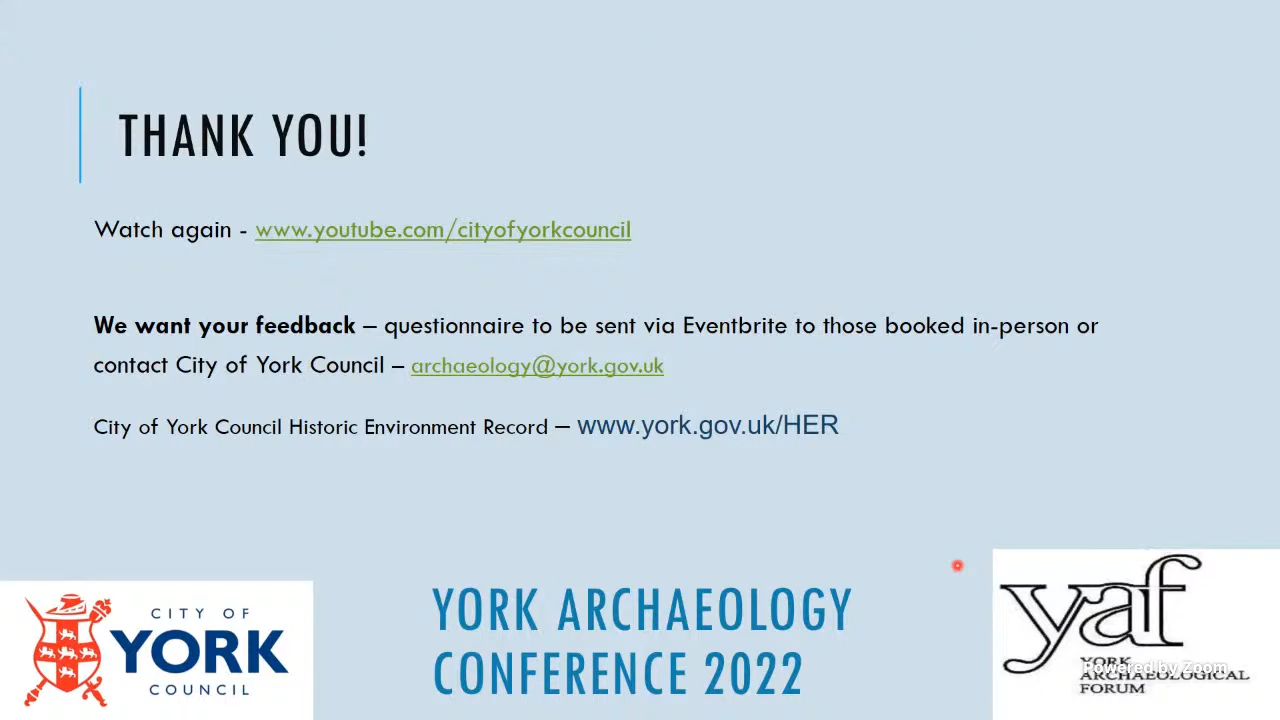 THANK YOU!
Watch again - www.youtube.com/cityofyorkcouncil
We want your feedback – questionnaire to be sent via Eventbrite to those booked in-person or
contact City of York Council – archaeology@york.gov.uk
City of York Council Historic Environment Record – www.york.gov.uk/HER
CITY OF
YORK
COUNCIL
YORK ARCHAEOLOGY
CONFERENCE 2022
yaf
YORK
ARCHAEOLOGICAL
FORUM
Powered by Zoom